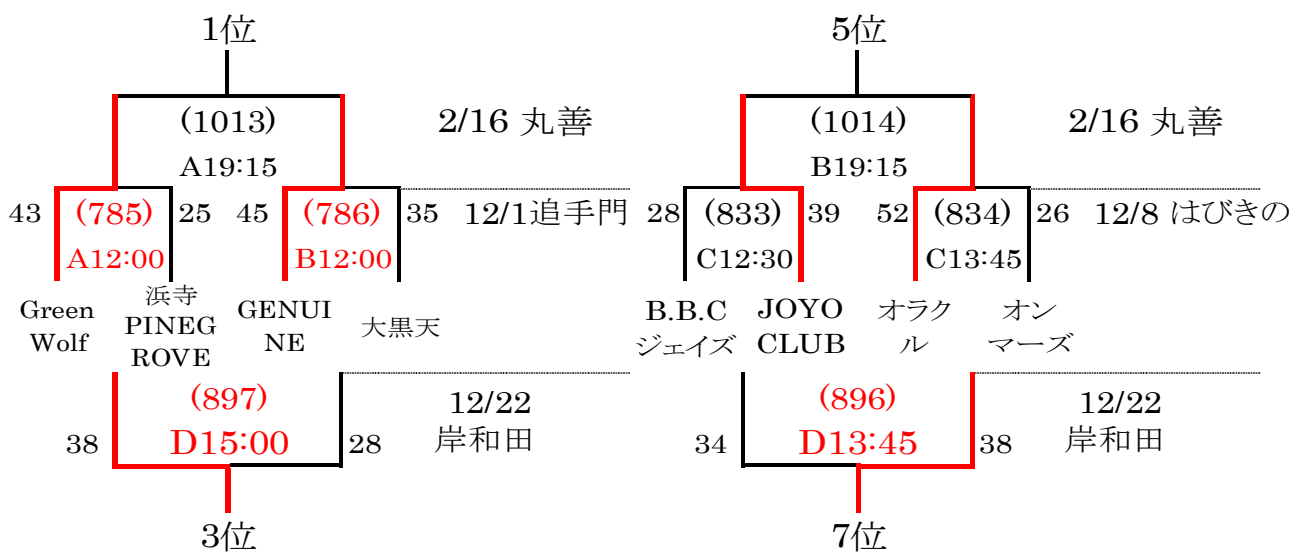 1位
5位
(1013)
2/16 丸善
(1014)
2/16 丸善
A19:15
B19:15
43 (785) 25 45 (786) 35 12/1追手門
28 (833) 39 52 (834) 26 12/8 はびきの
A12:00 B12:00
C12:30 C13:45
Green
Wolf
浜寺
PINEG
ROVE
GENUI
NE
大黒天
B.B.C
ジェイズ
JOYO
CLUB
オラク
ル
オン
マーズ
(897)
12/22
38 D15:00 28 岸和田
(896)
12/22
34 D13:45 38 岸和田
3位
7位